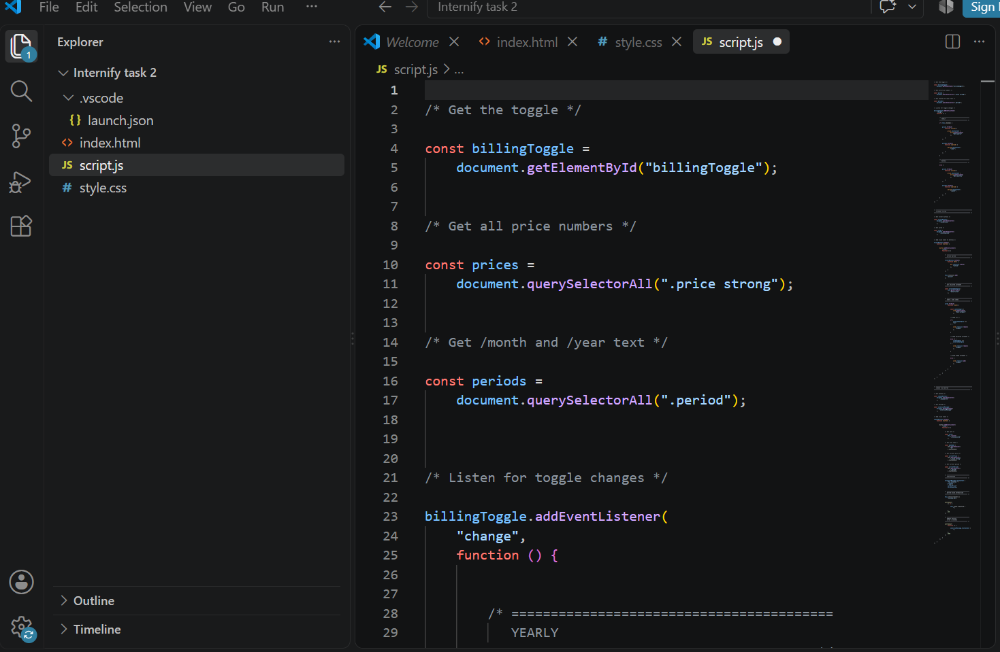 File Edit Selection View Go Run ··· Internify task 2 Sign
Explorer ···
Internify task 2
.vscode
{} launch.json
<> index.html
JS script.js
# style.css
Outline
Timeline
1
Welcome <> index.html # style.css JS script.js
JS script.js > ...
1
2 /* Get the toggle */
3
4 const billingToggle =
5 document.getElementById("billingToggle");
6
7
8 /* Get all price numbers */
9
10 const prices =
11 document.querySelectorAll(".price strong");
12
13
14 /* Get /month and /year text */
15
16 const periods =
17 document.querySelectorAll(".period");
18
19
20
21 /* Listen for toggle changes */
22
23 billingToggle.addEventListener(
24 "change",
25 function () {
26
27
28 /* =========================================
29 YEARLY